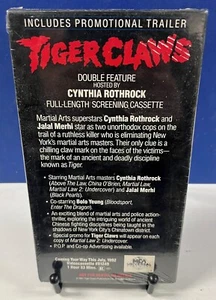 INCLUDES PROMOTIONAL TRAILER
TIGER CLAWS
DOUBLE FEATURE
HOSTED BY
CYNTHIA ROTHROCK
FULL-LENGTH SCREENING CASSETTE
Martial Arts superstars Cynthia Rothrock and
Jalal Merhi star as two unorthodox cops on the
trail of a ruthless killer who is eliminating New
York's martial arts masters. Their only clue is a
chilling claw mark on the faces of the victims—
the mark of an ancient and deadly discipline
known as Tiger.
• Starring Martial Arts masters Cynthia Rothrock
(Above The Law, China O'Brien, Martial Law,
Martial Law 2: Undercover) and Jalal Merhi
(Black Pearls).
• Co-starring Bolo Yeung (Bloodsport,
Enter The Dragon).
• An exciting blend of martial arts and police action-
thriller, exploring the intriguing world of ancient
Chinese fighting disciplines being taught in the
shadows of New York City's Chinatown district.
• Special promo for Tiger Claws will appear on each
copy of Martial Law 2: Undercover.
• P.O.P. and Co-op Advertising available.